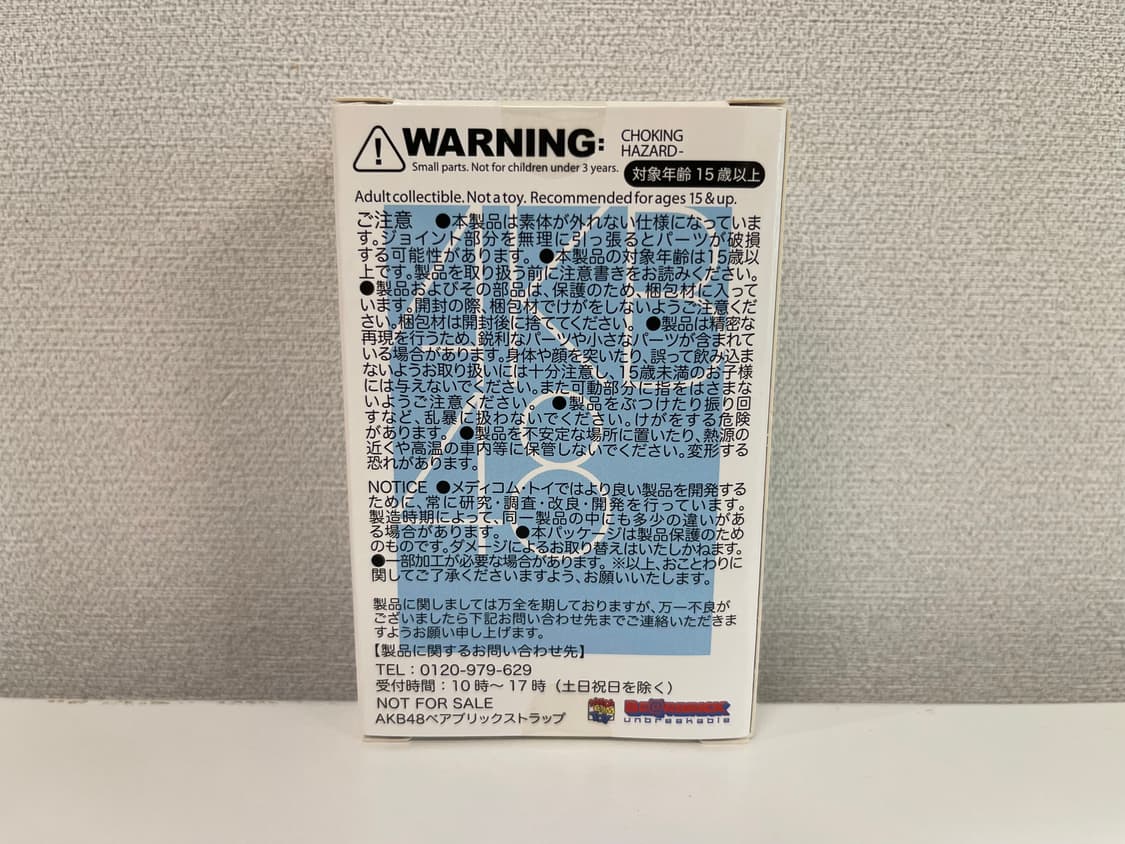 WARNING:
CHOKING
HAZARD-
Small parts. Not for children under 3 years.
対象年齢 15 歳以上
Adult collectible. Not a toy. Recommended for ages 15 & up.
AKB
48
ご注意 ●本製品は素体が外れない仕様になっていま
す。ジョイント部分を無理に引っ張るとパーツが破損
する可能性があります。●本製品の対象年齢は15歳以
上です。製品を取り扱う前に注意書きをお読みください。
●製品およびその部品は、保護のため、梱包材に入って
います。開封の際、梱包材でけがをしないようご注意くだ
さい。梱包材は開封後に捨ててください。●製品は精密な
再現を行うため、鋭利なパーツや小さなパーツが含まれて
いる場合があります。身体や顔を突いたり、誤って飲み込ま
ないようお取り扱いには十分注意し、15歳未満のお子様
には与えないでください。また可動部分に指をはさまな
いようご注意ください。●製品をぶつけたり振り回
すなど、乱暴に扱わないでください。けがをする危険
があります。●製品を不安定な場所に置いたり、熱源の
近くや高温の車内等に保管しないでください。変形する
恐れがあります。
NOTICE ●メディコム・トイではより良い製品を開発する
ために、常に研究・調査・改良・開発を行っています。
製造時期によって、同一製品の中にも多少の違いがあ
る場合があります。●本パッケージは製品保護のため
のものです。ダメージによるお取り替えはいたしかねます。
●一部加工が必要な場合があります。※以上、おことわりに
関してご了承くださいますよう、お願いいたします。
製品に関しましては万全を期しておりますが、万一不良が
ございましたら下記お問い合わせ先までご連絡いただきま
すようお願い申し上げます。
【製品に関するお問い合わせ先】
TEL：0120-979-629
受付時間：10 時～ 17 時（土日祝日を除く）
NOT FOR SALE
AKB48ベアブリックストラップ
BE@RBRICK
unbreakable